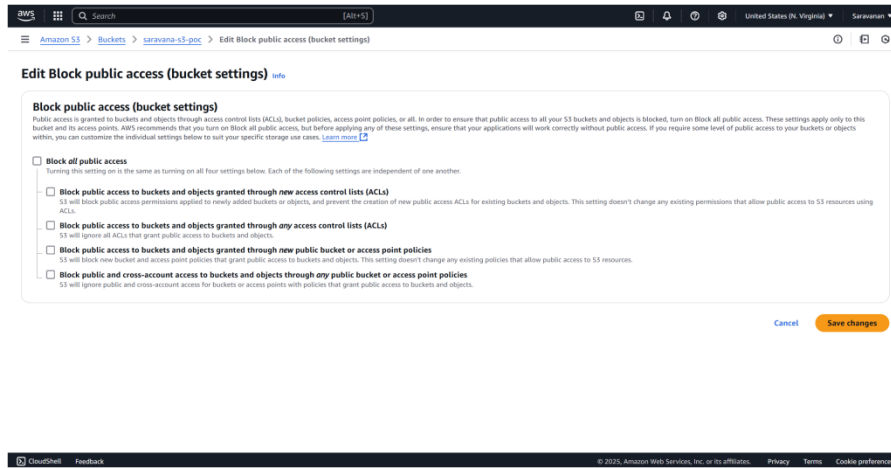 aws
Search
[Alt+S]
United States (N. Virginia)
Saravanan
Amazon S3 > Buckets > saravana-s3-poc > Edit Block public access (bucket settings)
Edit Block public access (bucket settings) Info
Block public access (bucket settings)
Public access is granted to buckets and objects through access control lists (ACLs), bucket policies, access point policies, or all. In order to ensure that public access to all your S3 buckets and objects is blocked, turn on Block all public access. These settings apply only to this
bucket and its access points. AWS recommends that you turn on Block all public access, but before applying any of these settings, ensure that your applications will work correctly without public access. If you require some level of public access to your buckets or objects
within, you can customize the individual settings below to suit your specific storage use cases. Learn more
Block all public access
Turning this setting on is the same as turning on all four settings below. Each of the following settings are independent of one another.
Block public access to buckets and objects granted through new access control lists (ACLs)
S3 will block public access permissions applied to newly added buckets or objects, and prevent the creation of new public access ACLs for existing buckets and objects. This setting doesn't change any existing permissions that allow public access to S3 resources using
ACLs.
Block public access to buckets and objects granted through any access control lists (ACLs)
S3 will ignore all ACLs that grant public access to buckets and objects.
Block public access to buckets and objects granted through new public bucket or access point policies
S3 will block new bucket and access point policies that grant public access to buckets and objects. This setting doesn't change any existing policies that allow public access to S3 resources.
Block public and cross-account access to buckets and objects through any public bucket or access point policies
S3 will ignore public and cross-account access for buckets or access points with policies that grant public access to buckets and objects.
Cancel
Save changes
CloudShell Feedback
© 2025, Amazon Web Services, Inc. or its affiliates. Privacy Terms Cookie preference